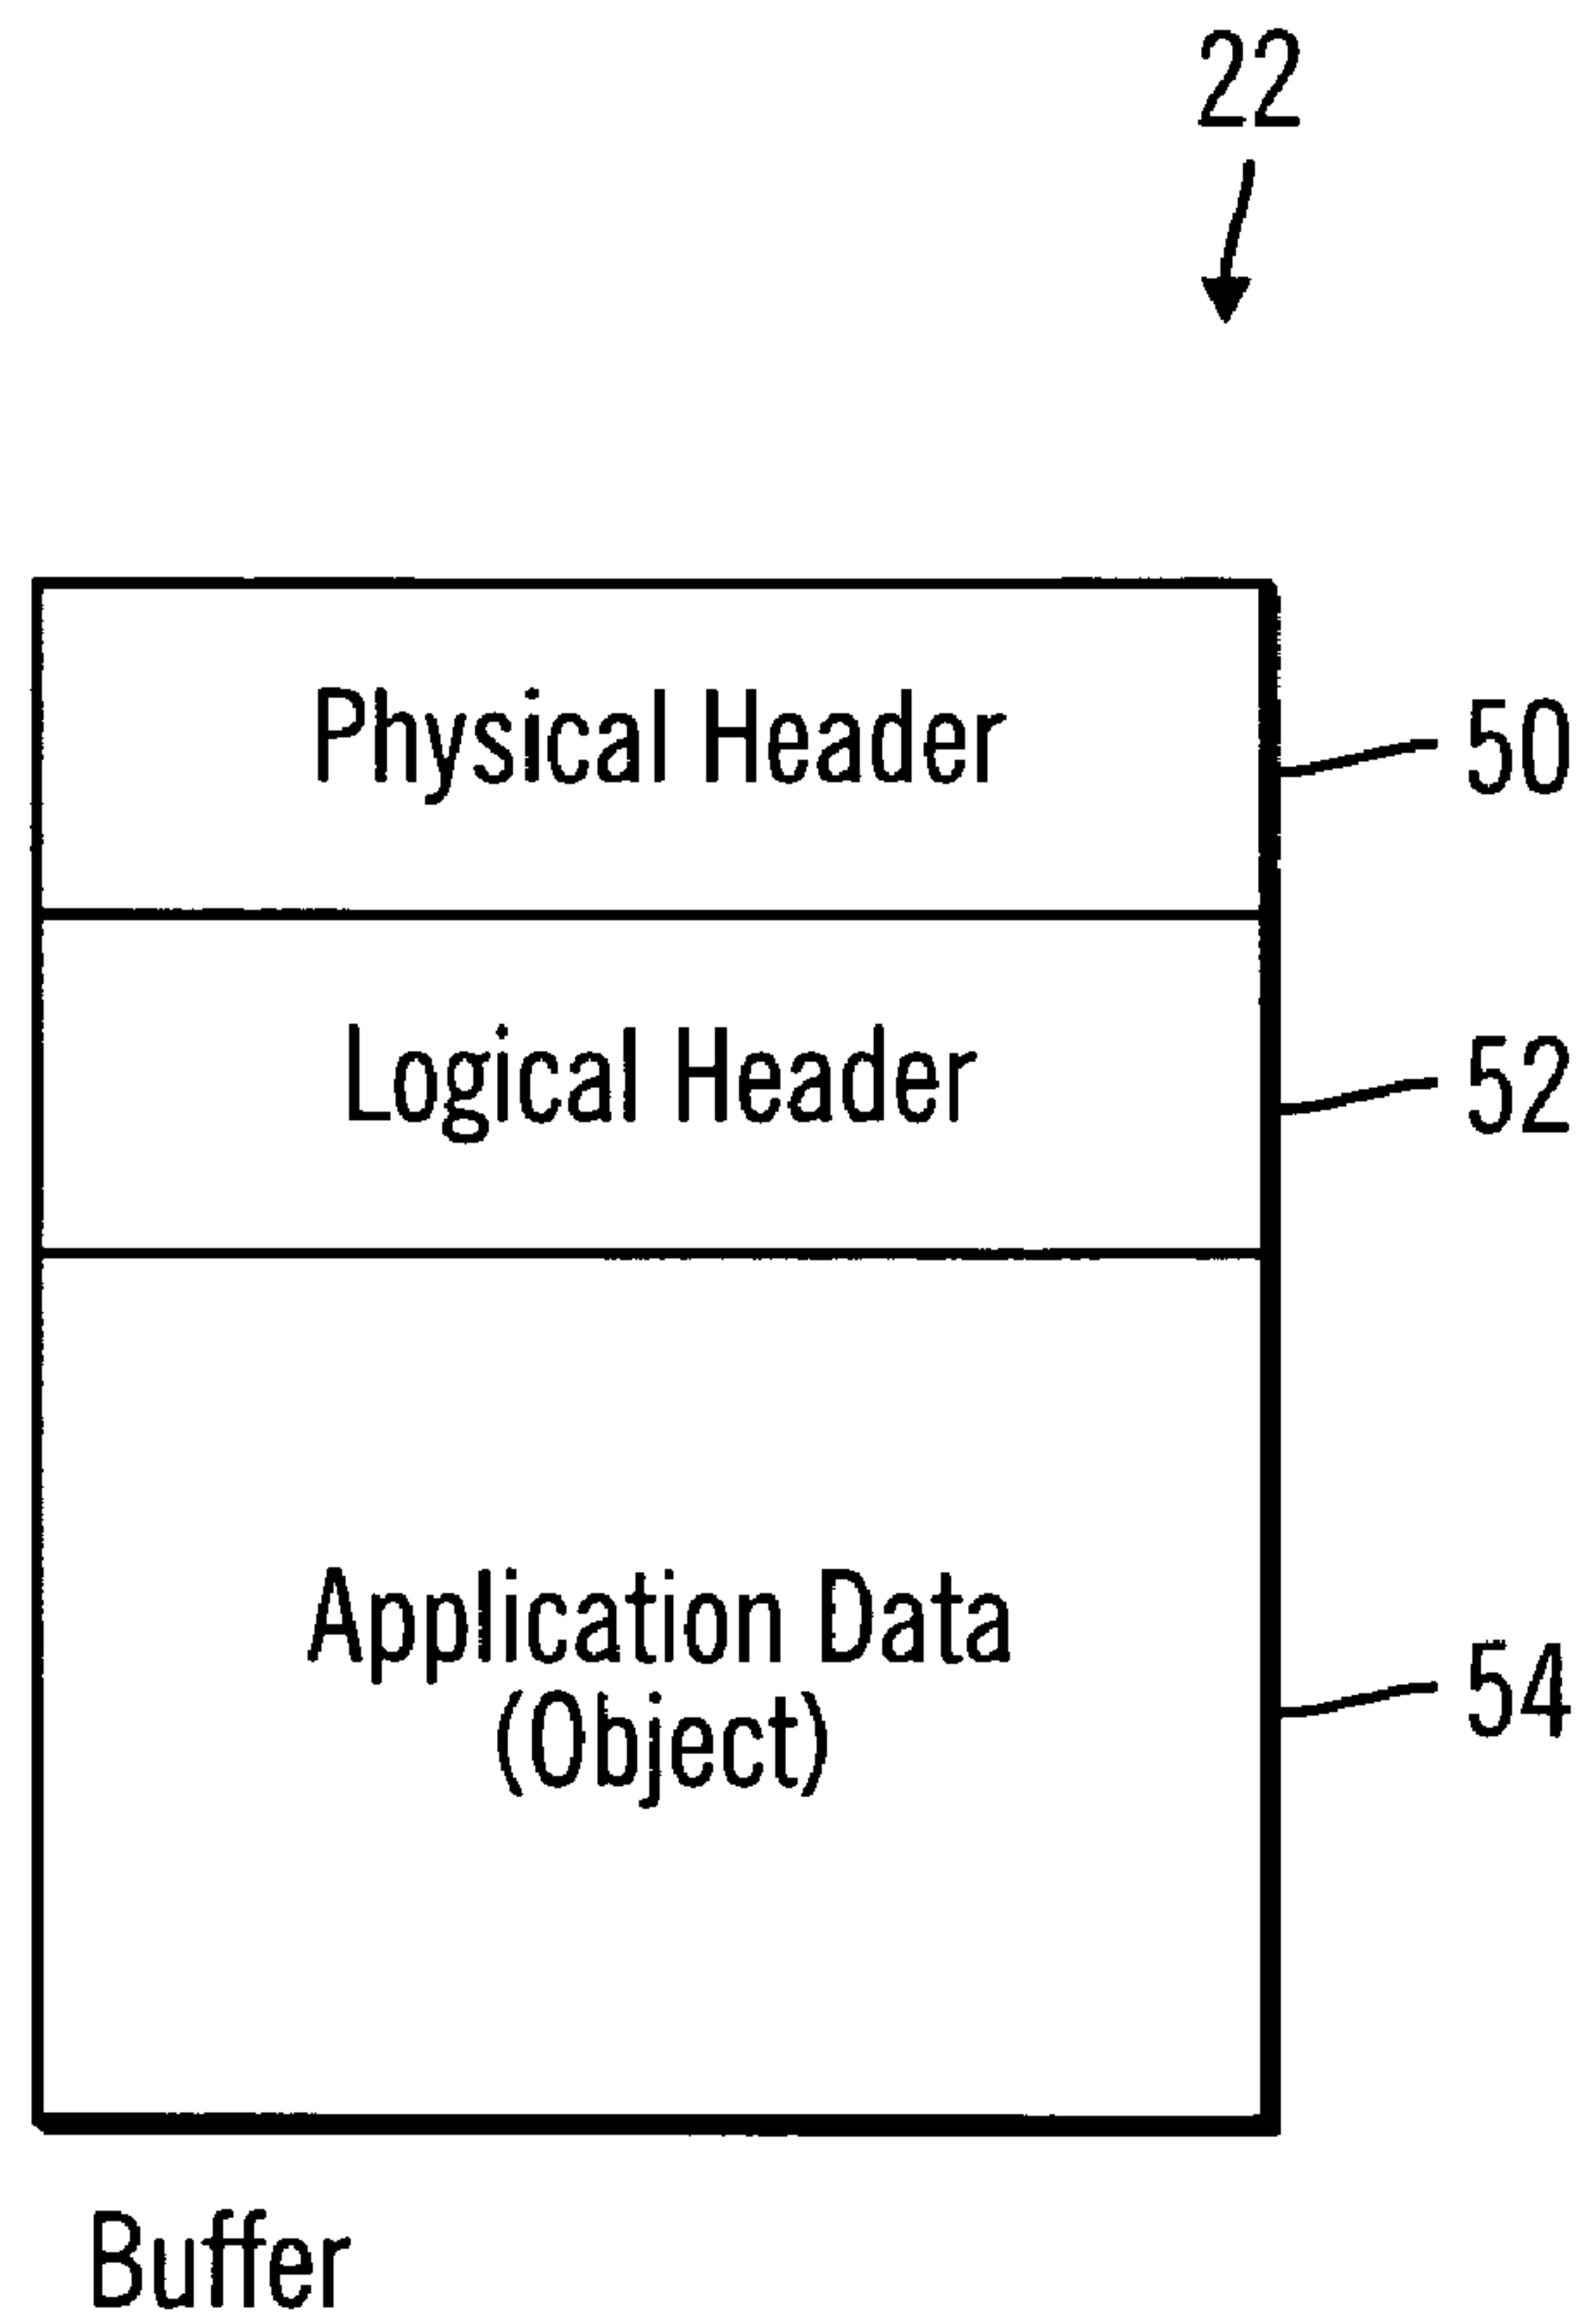 22
Physical Header
50
Logical Header
52
Application Data
(Object)
54
Buffer